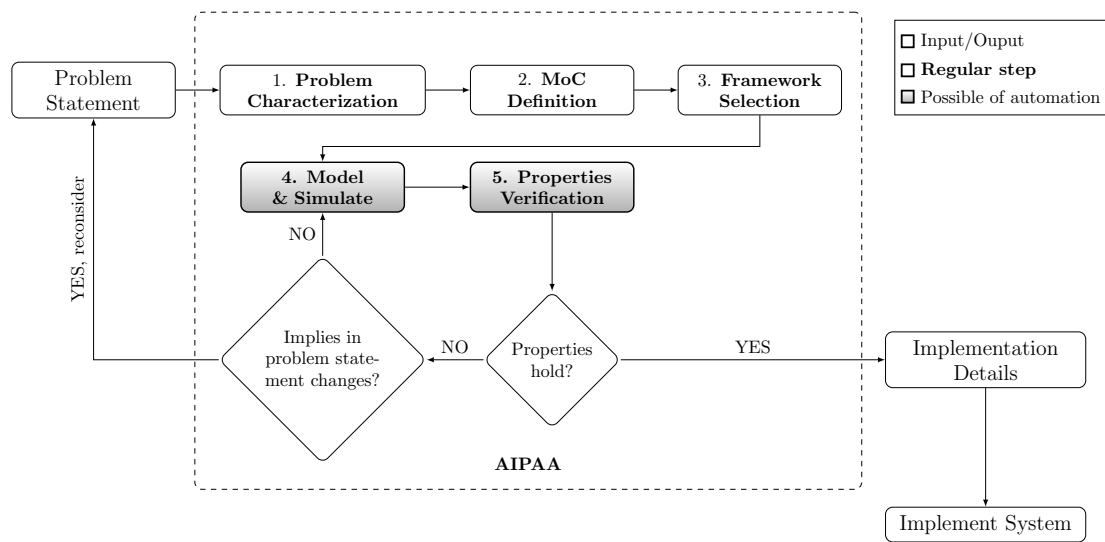 Problem
Statement
1. Problem
Characterization
2. MoC
Definition
3. Framework
Selection
Input/Ouput
Regular step
Possible of automation
4. Model
& Simulate
5. Properties
Verification
YES, reconsider
NO
Implies in
problem state-
ment changes?
NO
Properties
hold?
YES
Implementation
Details
AIPAA
Implement System